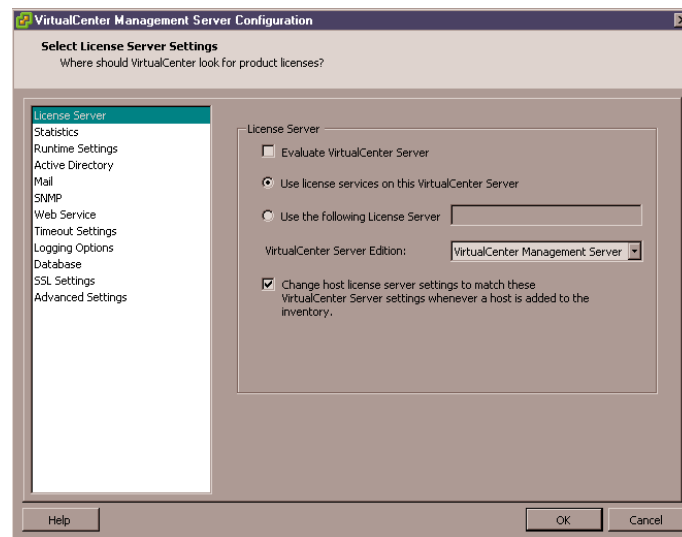 VirtualCenter Management Server Configuration
Select License Server Settings
Where should VirtualCenter look for product licenses?
License Server
Statistics
Runtime Settings
Active Directory
Mail
SNMP
Web Service
Timeout Settings
Logging Options
Database
SSL Settings
Advanced Settings
License Server
Evaluate VirtualCenter Server
Use license services on this VirtualCenter Server
Use the following License Server
VirtualCenter Server Edition: VirtualCenter Management Server
Change host license server settings to match these
VirtualCenter Server settings whenever a host is added to the
inventory.
Help OK Cancel